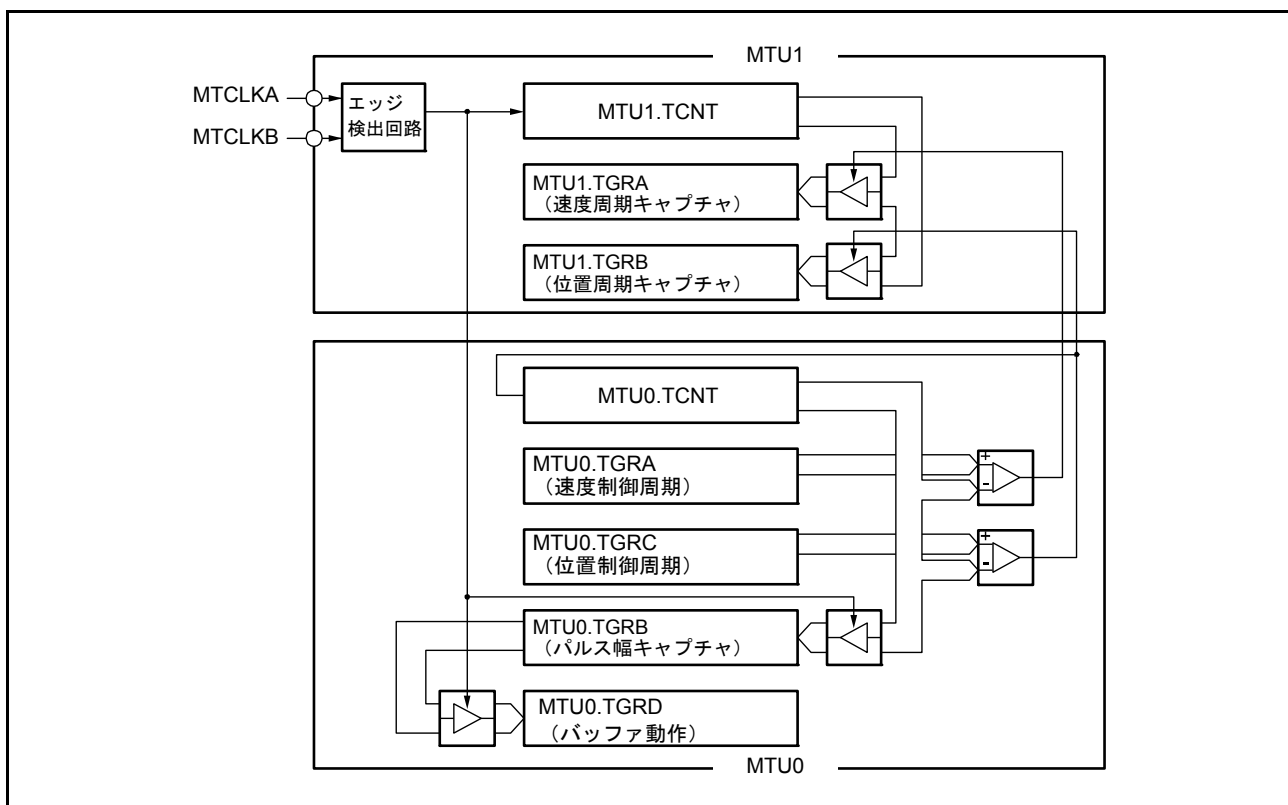 MTU1
MTCLKA
MTCLKB
エッジ
検出回路
MTU1.TCNT
MTU1.TGRA
（速度周期キャプチャ）
MTU1.TGRB
（位置周期キャプチャ）
MTU0.TCNT
MTU0.TGRA
（速度制御周期）
+
-
MTU0.TGRC
（位置制御周期）
+
-
MTU0.TGRB
（パルス幅キャプチャ）
MTU0.TGRD
（バッファ動作）
MTU0